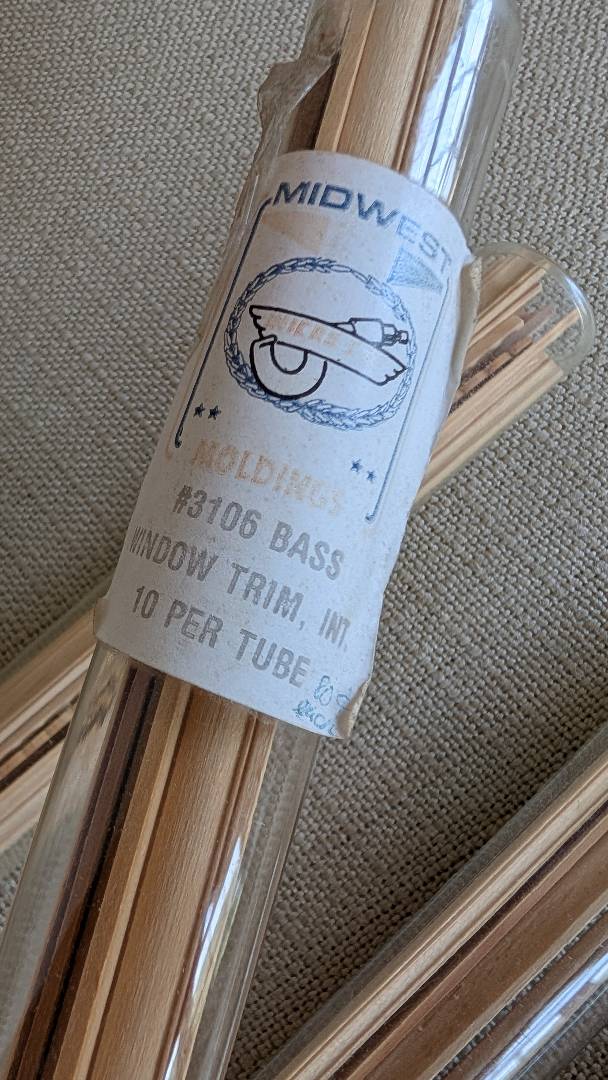 MIDWEST
MOLDINGS
#3106 BASS
WINDOW TRIM, INT.
10 PER TUBE